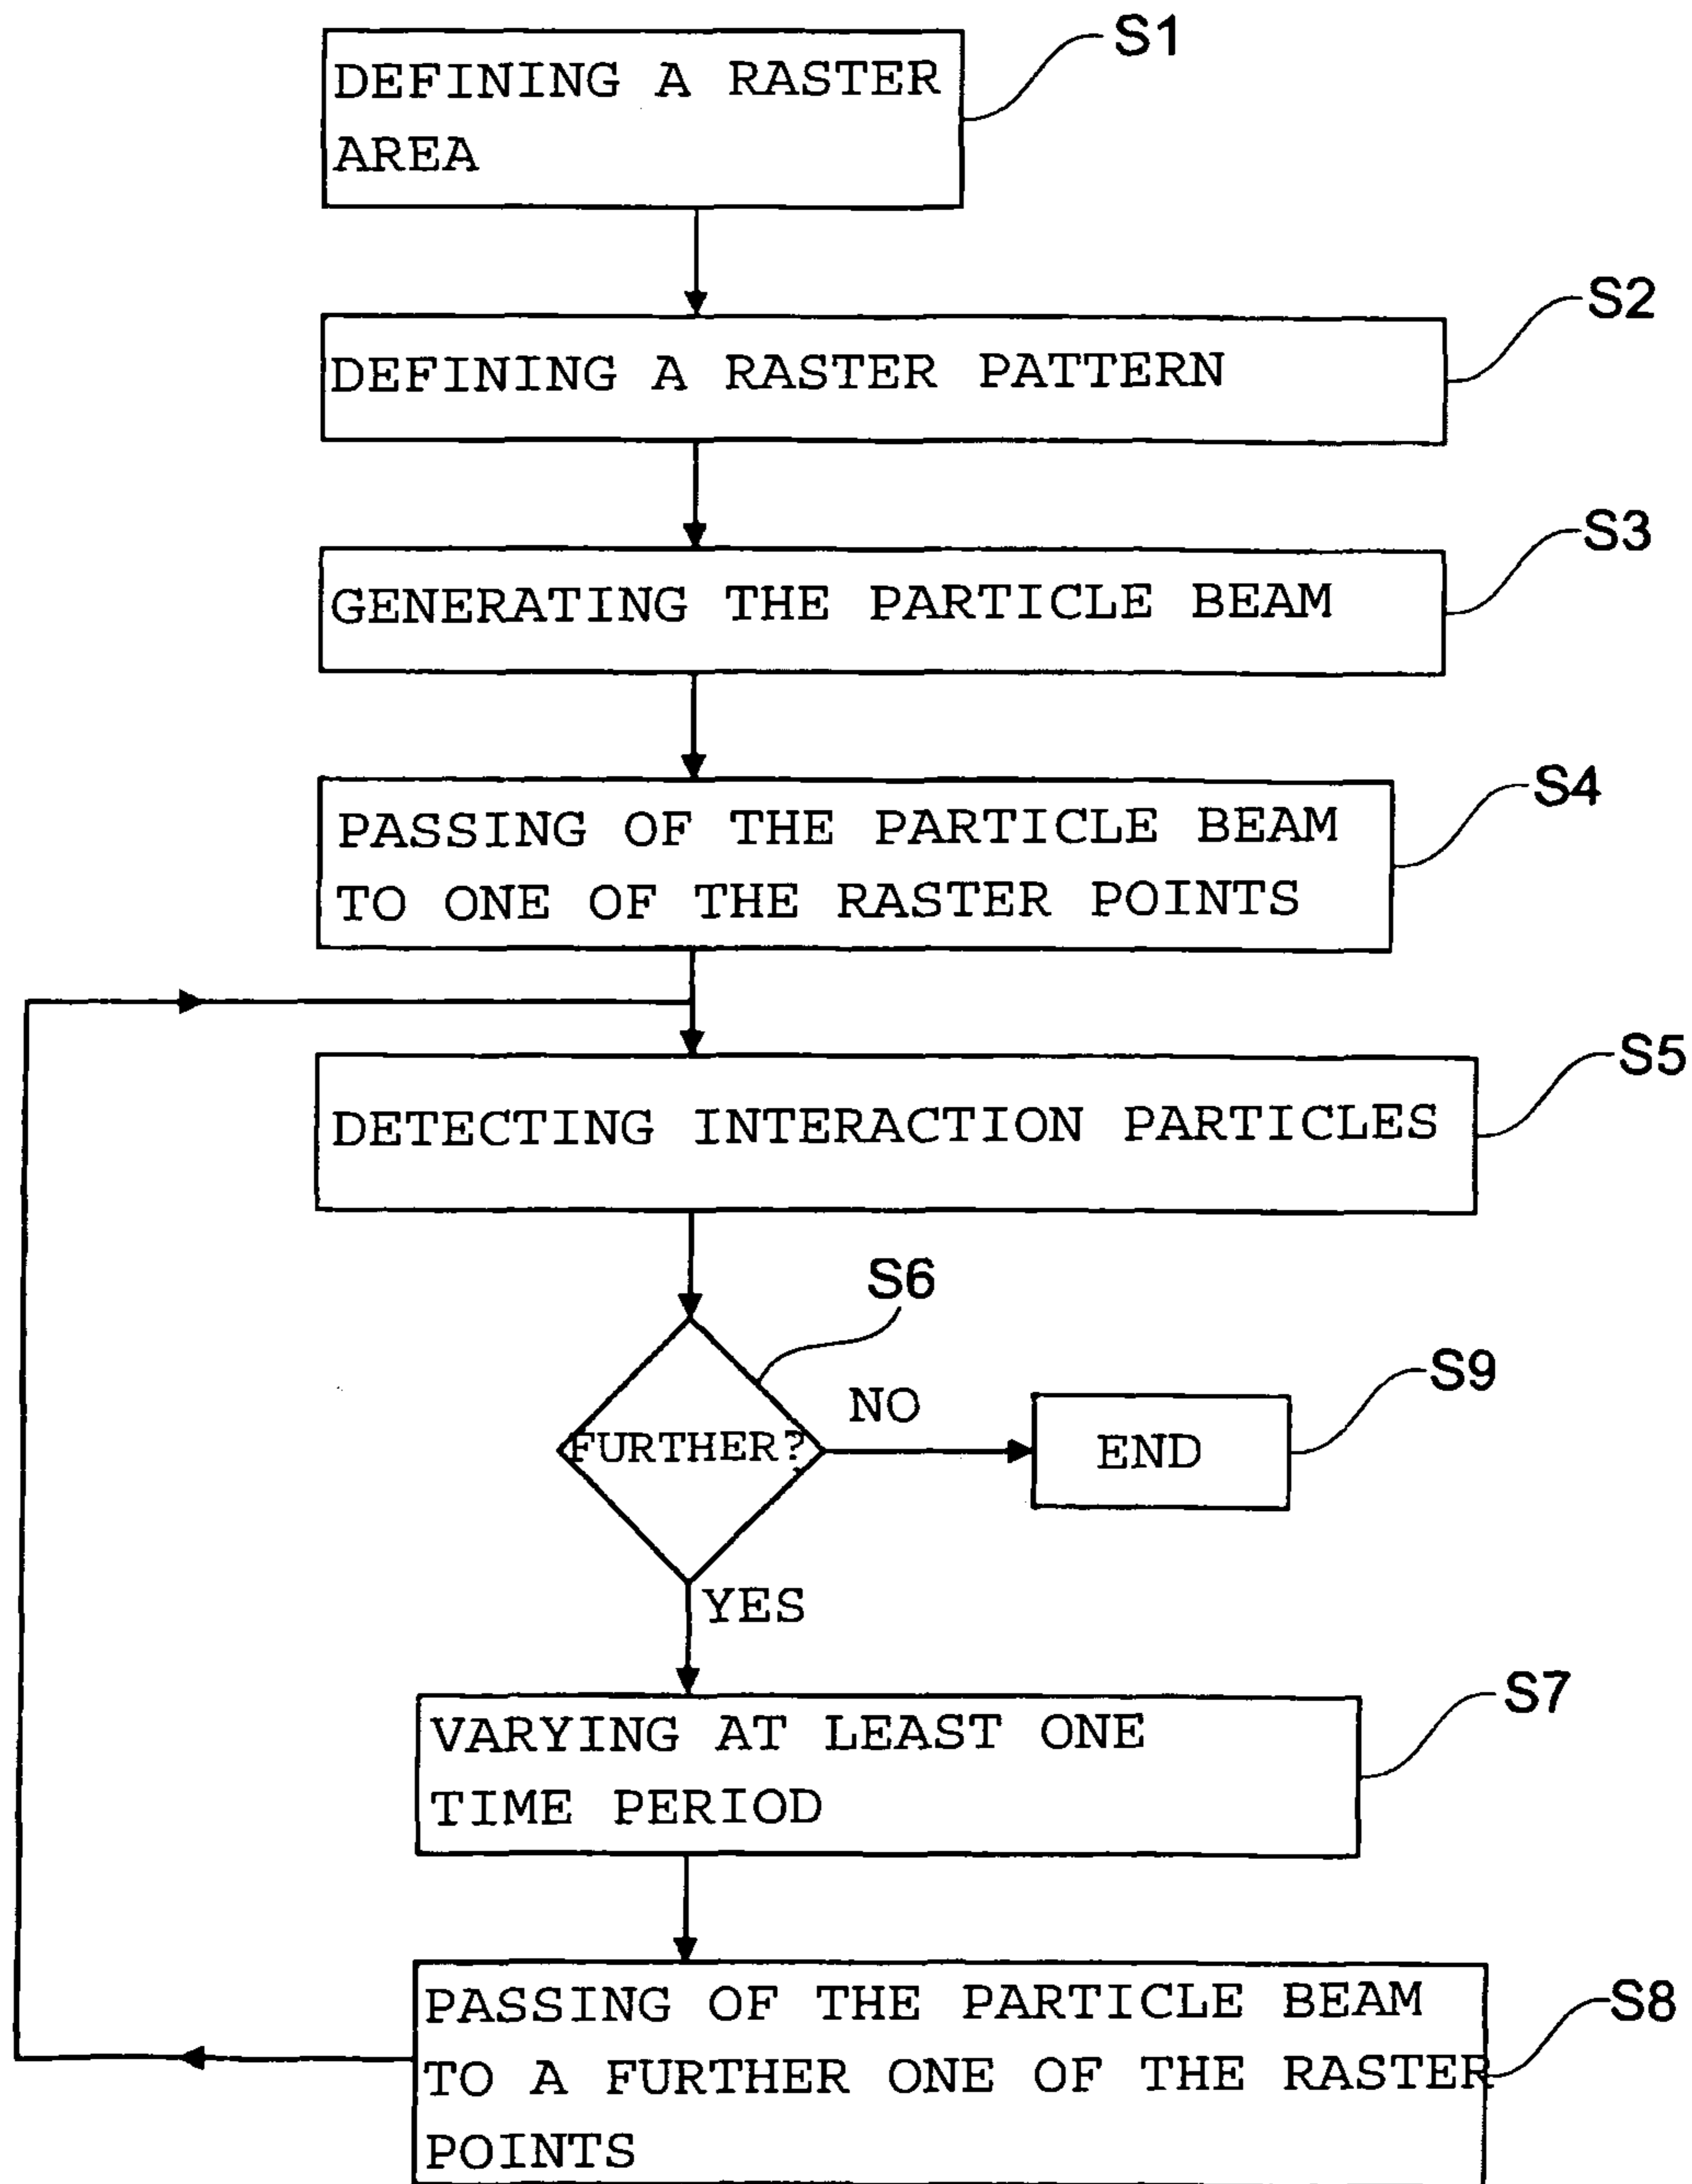 S1
DEFINING A RASTER
AREA
S2
DEFINING A RASTER PATTERN
S3
GENERATING THE PARTICLE BEAM
S4
PASSING OF THE PARTICLE BEAM
TO ONE OF THE RASTER POINTS
S5
DETECTING INTERACTION PARTICLES
S6
FURTHER?
NO
S9
END
YES
S7
VARYING AT LEAST ONE
TIME PERIOD
S8
PASSING OF THE PARTICLE BEAM
TO A FURTHER ONE OF THE RASTER
POINTS